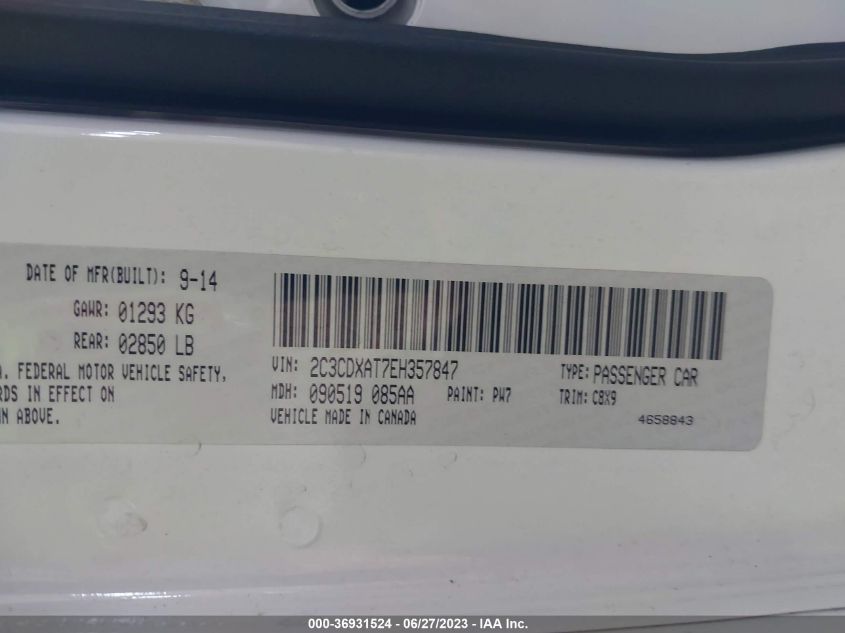 DATE OF MFR(BUILT): 9-14
GAWR: 01293 KG
REAR: 02850 LB
. FEDERAL MOTOR VEHICLE SAFETY,
RDS IN EFFECT ON
N ABOVE.
VIN: 2C3CDXAT7EH357847
TYPE: PASSENGER CAR
MDH: 090519 085AA
PAINT: PW7
TRIM: C8X9
VEHICLE MADE IN CANADA
4658843
000-36931524 - 06/27/2023 - IAA Inc.